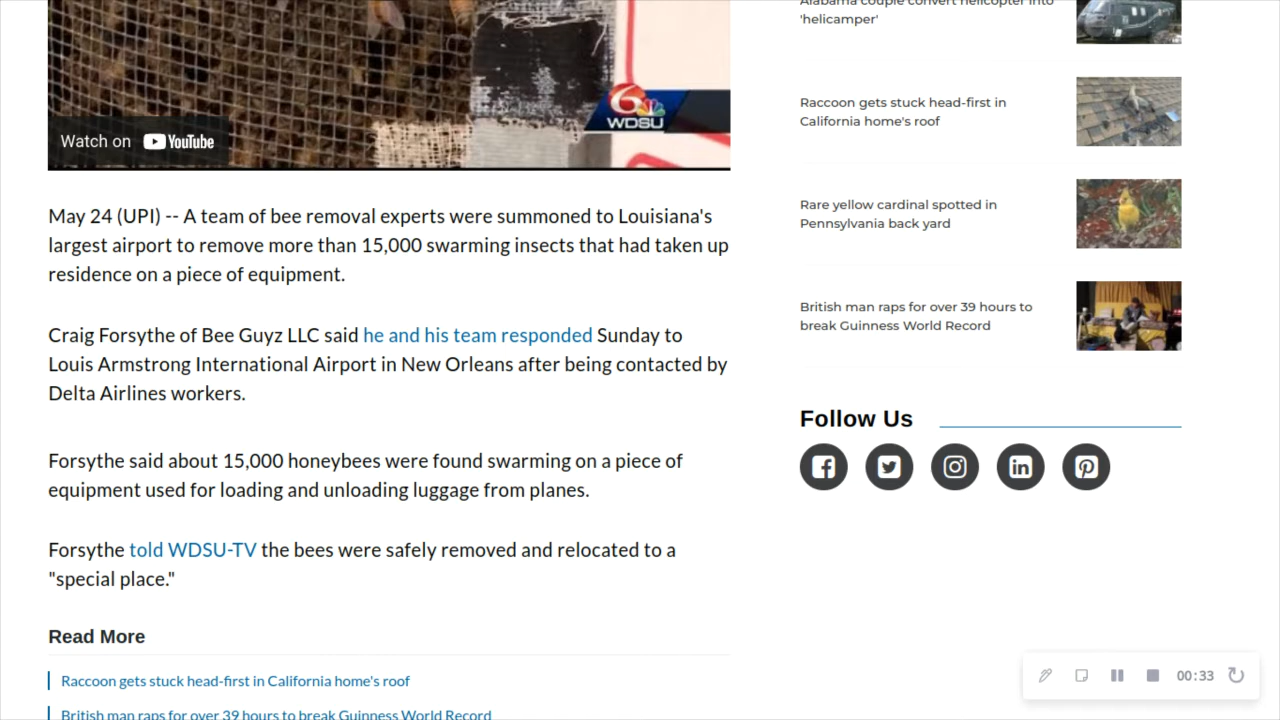 6
WDSU
Watch on YouTube
May 24 (UPI) -- A team of bee removal experts were summoned to Louisiana's
largest airport to remove more than 15,000 swarming insects that had taken up
residence on a piece of equipment.
Craig Forsythe of Bee Guyz LLC said he and his team responded Sunday to
Louis Armstrong International Airport in New Orleans after being contacted by
Delta Airlines workers.
Forsythe said about 15,000 honeybees were found swarming on a piece of
equipment used for loading and unloading luggage from planes.
Forsythe told WDSU-TV the bees were safely removed and relocated to a
"special place."
Read More
Raccoon gets stuck head-first in California home's roof
British man raps for over 39 hours to break Guinness World Record
Alabama couple convert helicopter into
'helicamper'
Raccoon gets stuck head-first in
California home's roof
Rare yellow cardinal spotted in
Pennsylvania back yard
British man raps for over 39 hours to
break Guinness World Record
Follow Us
00:33